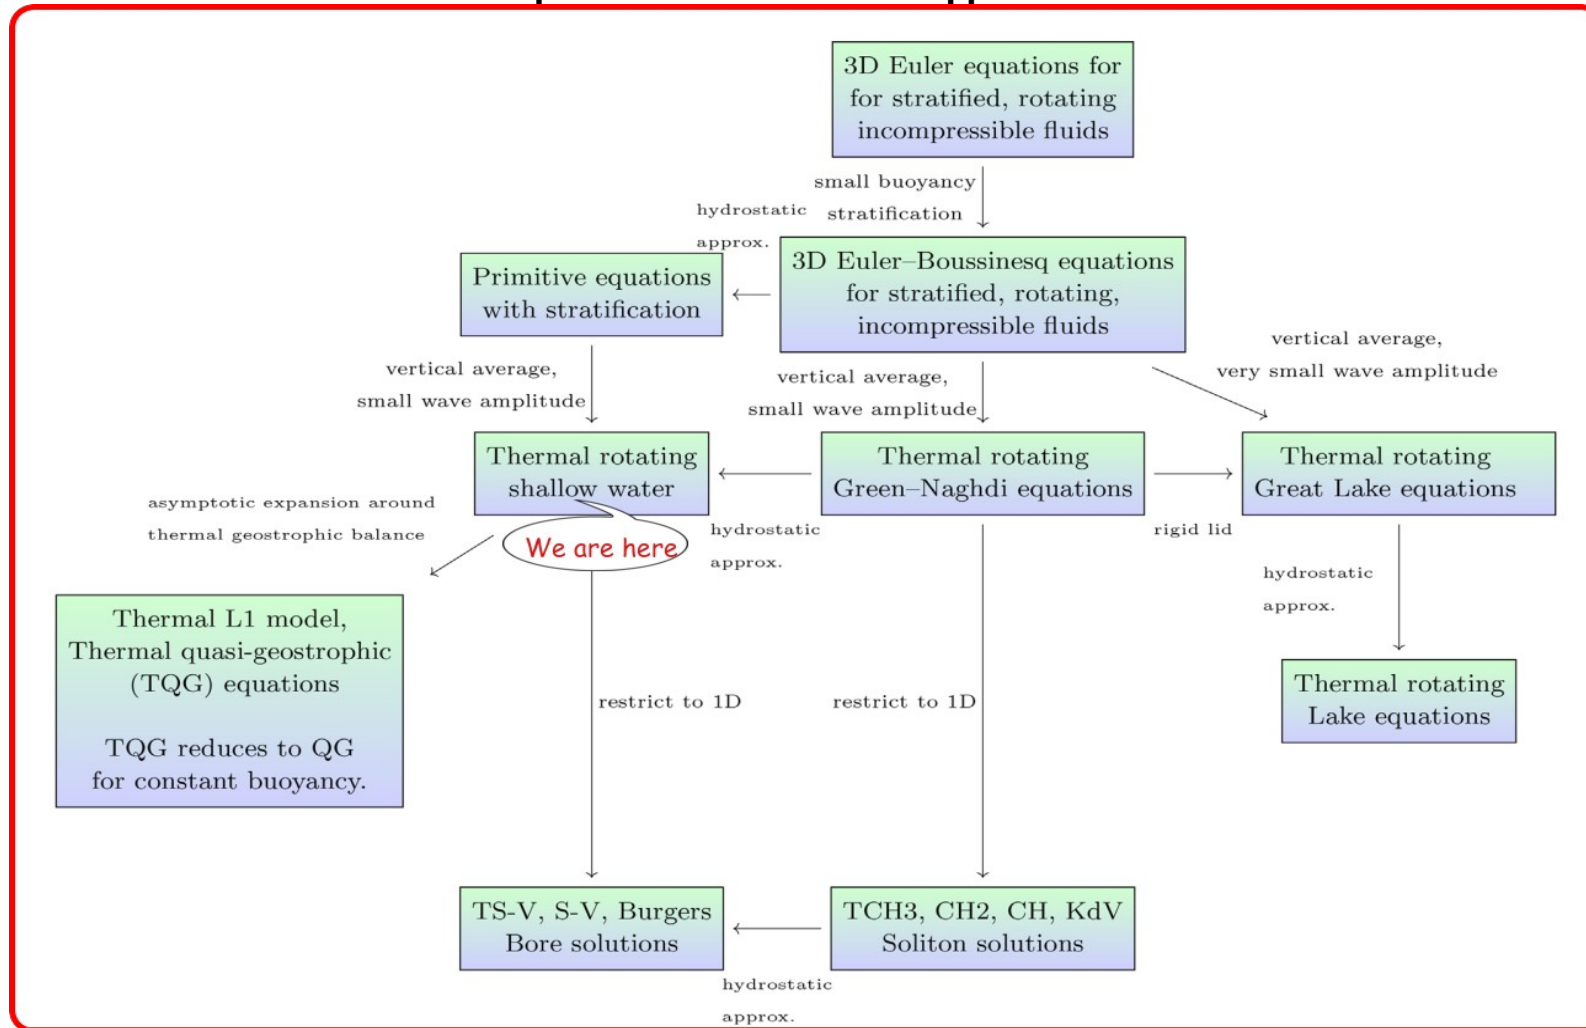 3D Euler equations for
for stratified, rotating
incompressible fluids
small buoyancy
stratification
hydrostatic
approx.
Primitive equations
with stratification
3D Euler–Boussinesq equations
for stratified, rotating,
incompressible fluids
vertical average,
small wave amplitude
vertical average,
small wave amplitude
vertical average,
very small wave amplitude
Thermal rotating
shallow water
Thermal rotating
Green–Naghdi equations
Thermal rotating
Great Lake equations
asymptotic expansion around
thermal geostrophic balance
We are here
hydrostatic
approx.
rigid lid
hydrostatic
approx.
Thermal L1 model,
Thermal quasi-geostrophic
(TQG) equations
TQG reduces to QG
for constant buoyancy.
restrict to 1D
restrict to 1D
Thermal rotating
Lake equations
TS-V, S-V, Burgers
Bore solutions
TCH3, CH2, CH, KdV
Soliton solutions
hydrostatic
approx.